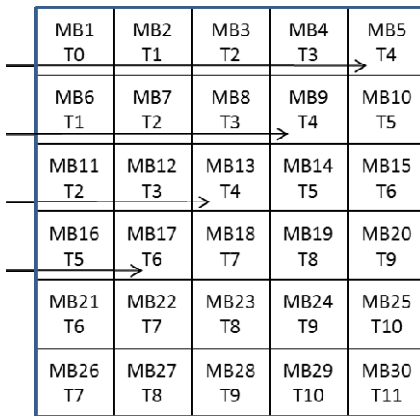 MB1 MB2 MB3 MB4 MB5
T0 T1 T2 T3 T4
MB6 MB7 MB8 MB9 MB10
T1 T2 T3 T4 T5
MB11 MB12 MB13 MB14 MB15
T2 T3 T4 T5 T6
MB16 MB17 MB18 MB19 MB20
T5 T6 T7 T8 T9
MB21 MB22 MB23 MB24 MB25
T6 T7 T8 T9 T10
MB26 MB27 MB28 MB29 MB30
T7 T8 T9 T10 T11